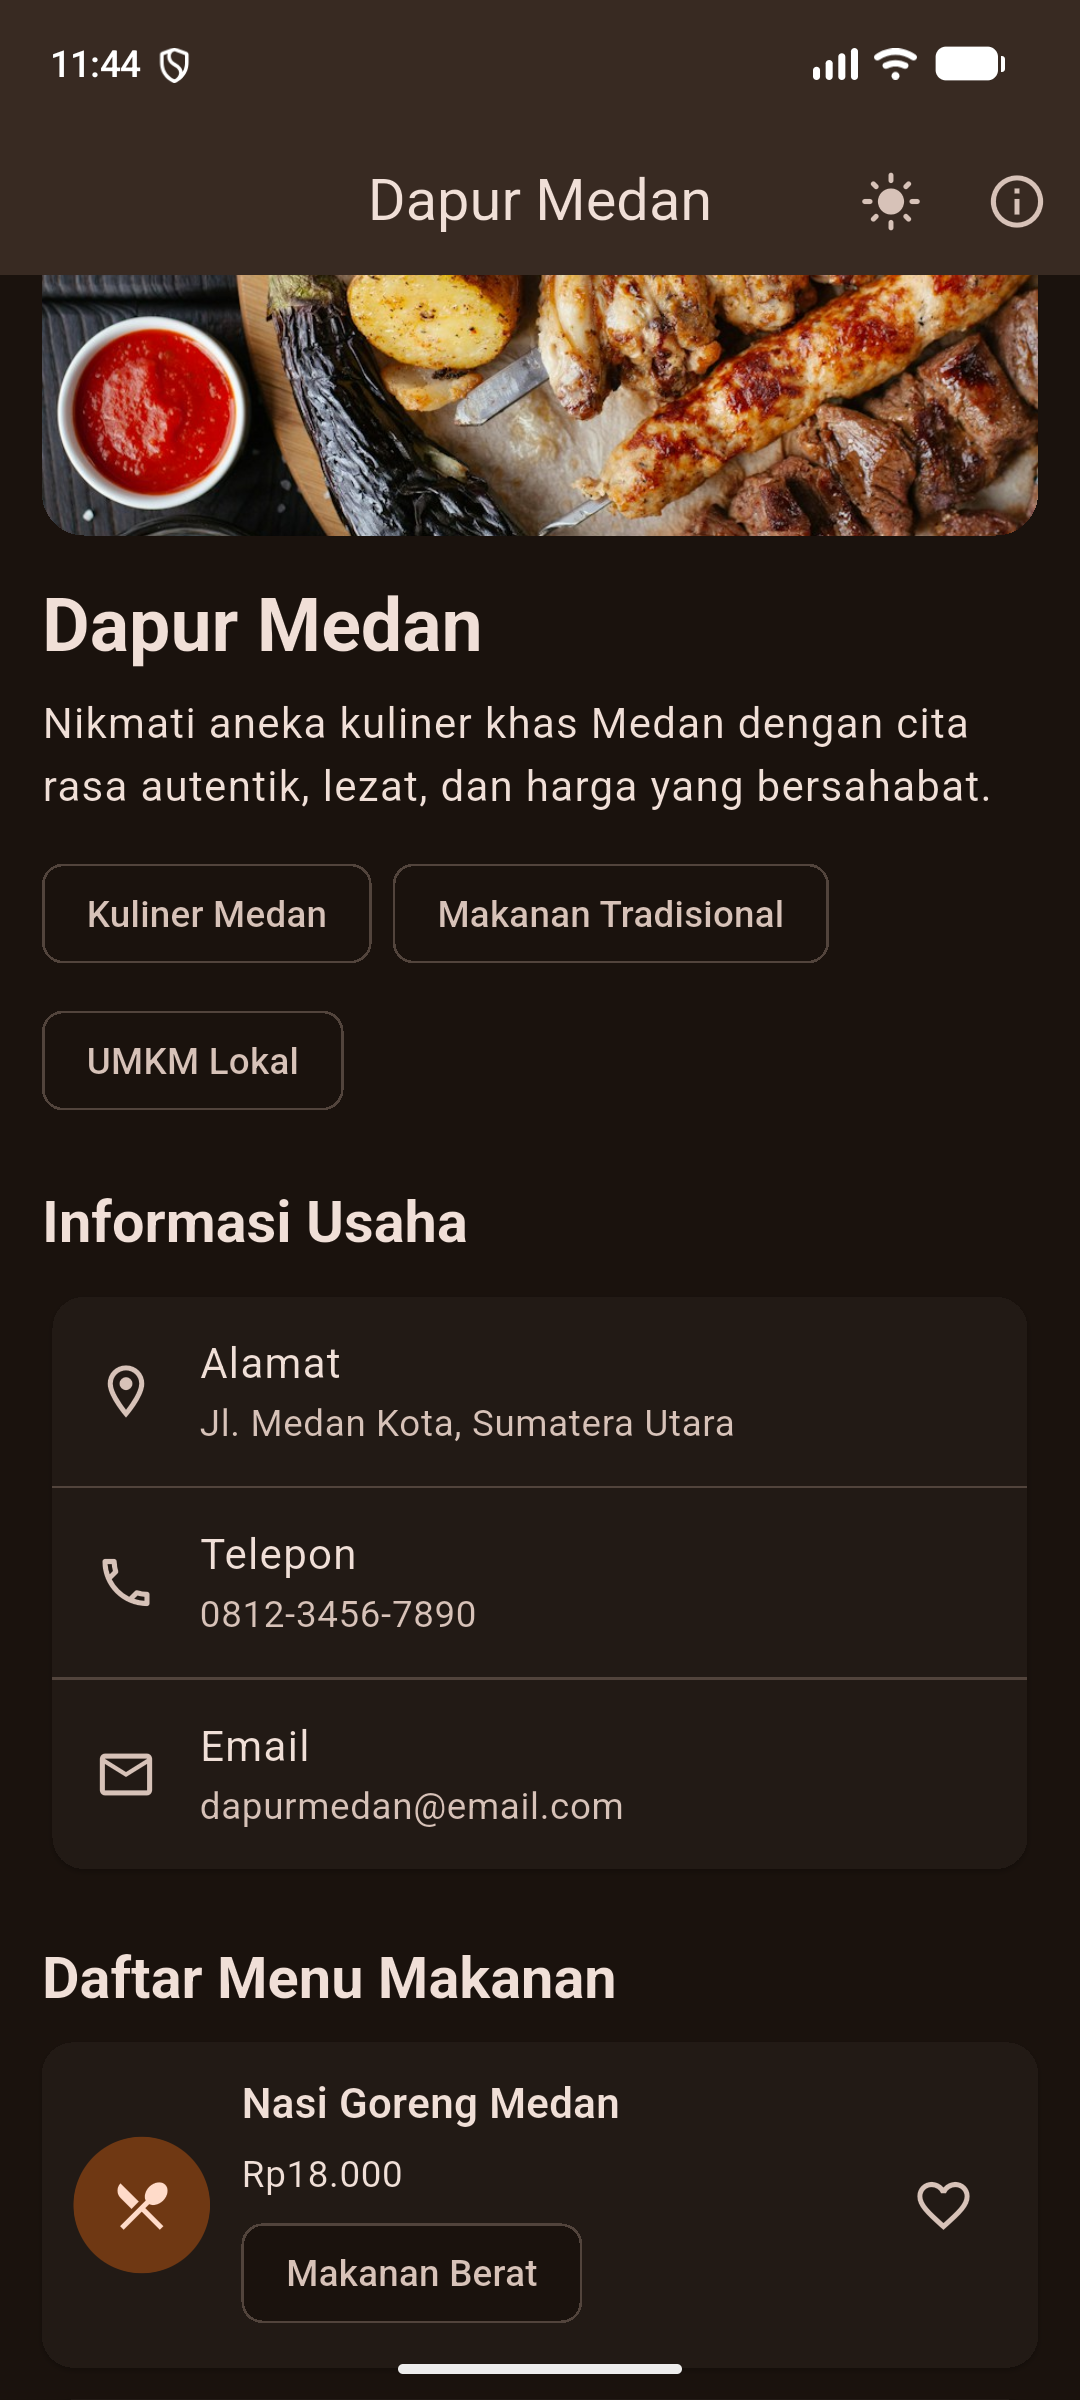 11:44
Dapur Medan
Dapur Medan
Nikmati aneka kuliner khas Medan dengan cita
rasa autentik, lezat, dan harga yang bersahabat.
Kuliner Medan
Makanan Tradisional
UMKM Lokal
Informasi Usaha
Alamat
Jl. Medan Kota, Sumatera Utara
Telepon
0812-3456-7890
Email
dapurmedan@email.com
Daftar Menu Makanan
Nasi Goreng Medan
Rp18.000
Makanan Berat